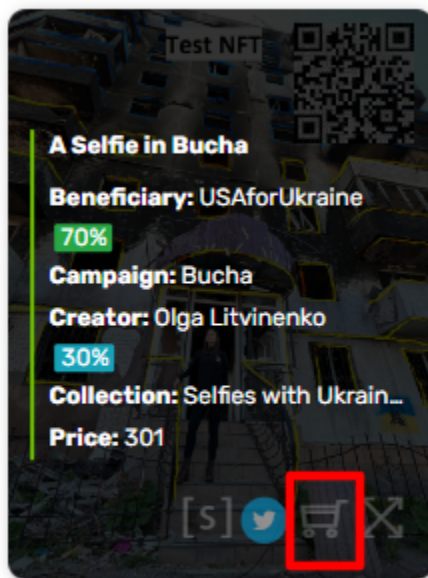 Test NFT
A Selfie in Bucha
Beneficiary: USAforUkraine
70%
Campaign: Bucha
Creator: Olga Litvinenko
30%
Collection: Selfies with Ukrain...
Price: 301
[S]